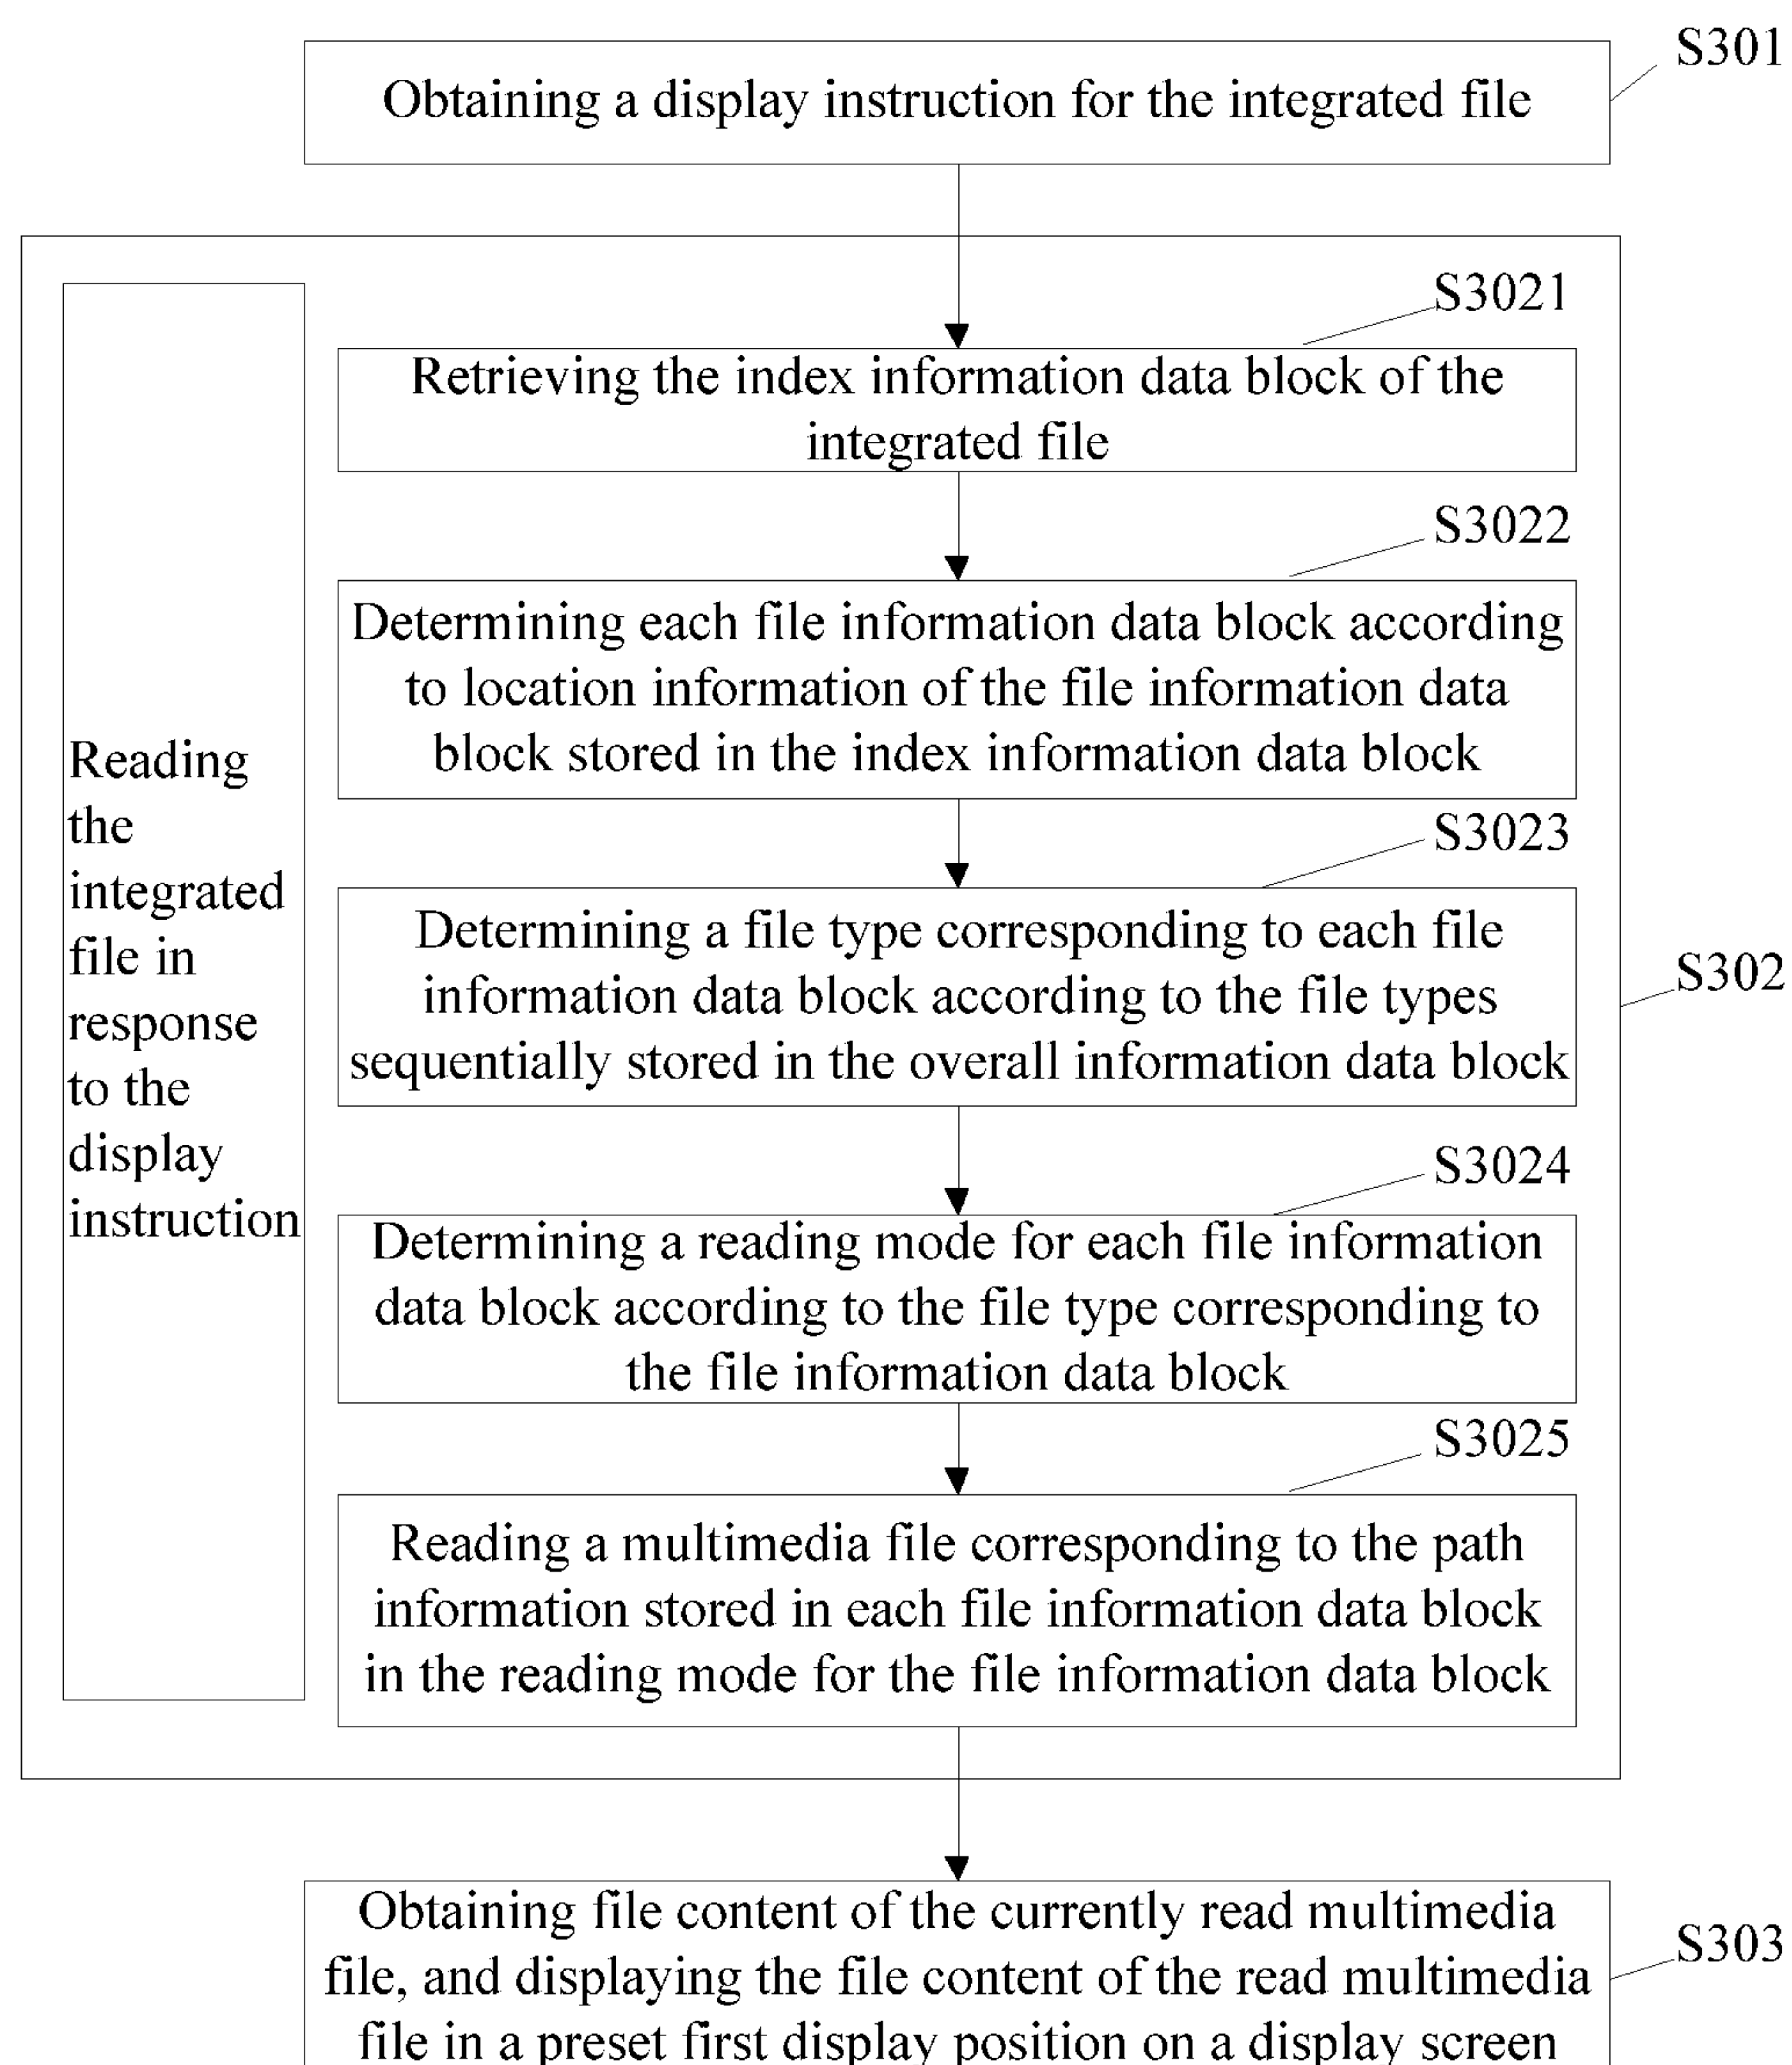 S301
Obtaining a display instruction for the integrated file
Reading
the
integrated
file in
response
to the
display
instruction
S302
S3021
Retrieving the index information data block of the
integrated file
S3022
Determining each file information data block according
to location information of the file information data
block stored in the index information data block
S3023
Determining a file type corresponding to each file
information data block according to the file types
sequentially stored in the overall information data block
S3024
Determining a reading mode for each file information
data block according to the file type corresponding to
the file information data block
S3025
Reading a multimedia file corresponding to the path
information stored in each file information data block
in the reading mode for the file information data block
S303
Obtaining file content of the currently read multimedia
file, and displaying the file content of the read multimedia
file in a preset first display position on a display screen